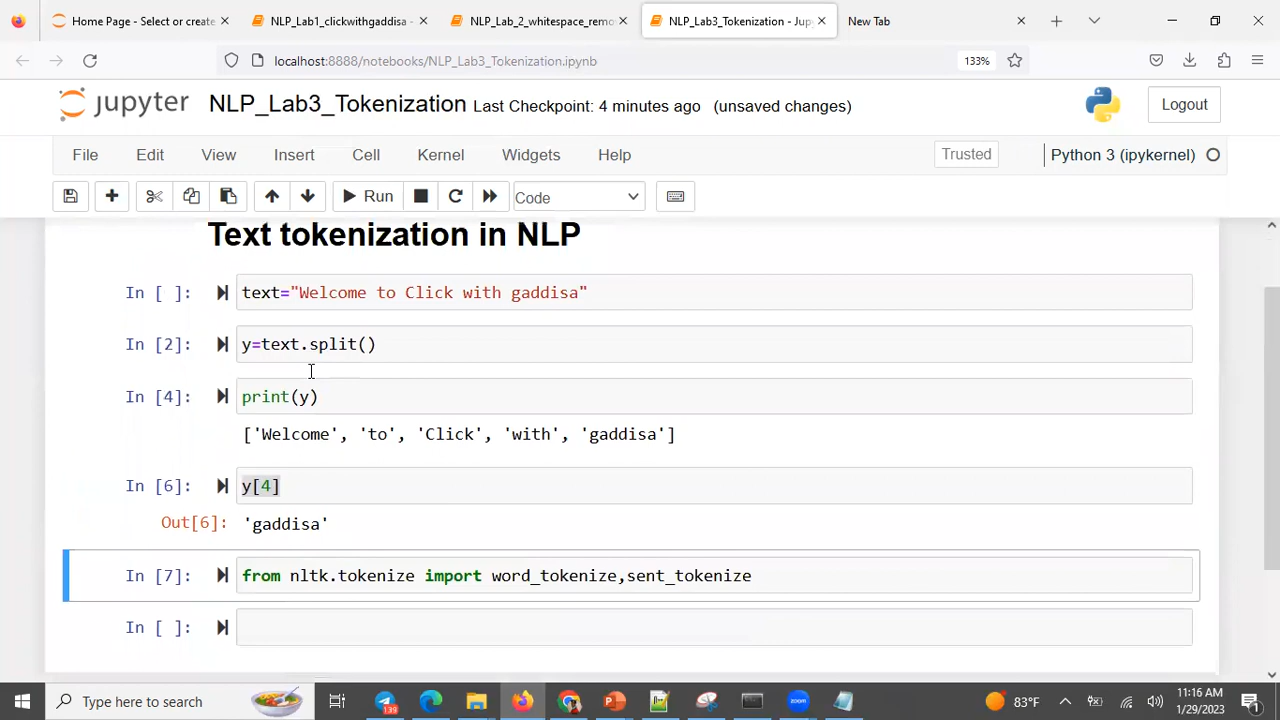 Home Page - Select or create
NLP_Lab1_clickwithgaddisa -
NLP_Lab_2_whitespace_remo
NLP_Lab3_Tokenization - Jup
New Tab
localhost:8888/notebooks/NLP_Lab3_Tokenization.ipynb
133%
jupyter NLP_Lab3_Tokenization Last Checkpoint: 4 minutes ago (unsaved changes)
Logout
File Edit View Insert Cell Kernel Widgets Help
Trusted
Python 3 (ipykernel)
Run
Code
Text tokenization in NLP
In [ ]: text="Welcome to Click with gaddisa"
In [2]: y=text.split()
In [4]: print(y)
['Welcome', 'to', 'Click', 'with', 'gaddisa']
In [6]: y[4]
Out[6]: 'gaddisa'
In [7]: from nltk.tokenize import word_tokenize,sent_tokenize
In [ ]:
Type here to search
139
zoom
83°F
11:16 AM
1/29/2023
1